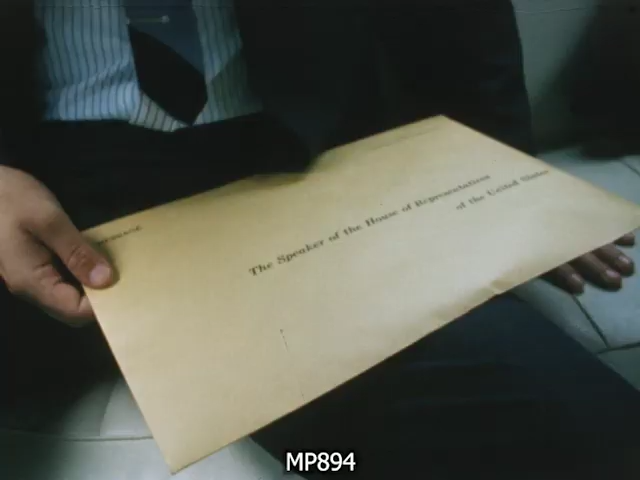 The Speaker of the House of Representatives
of the United States
MP894